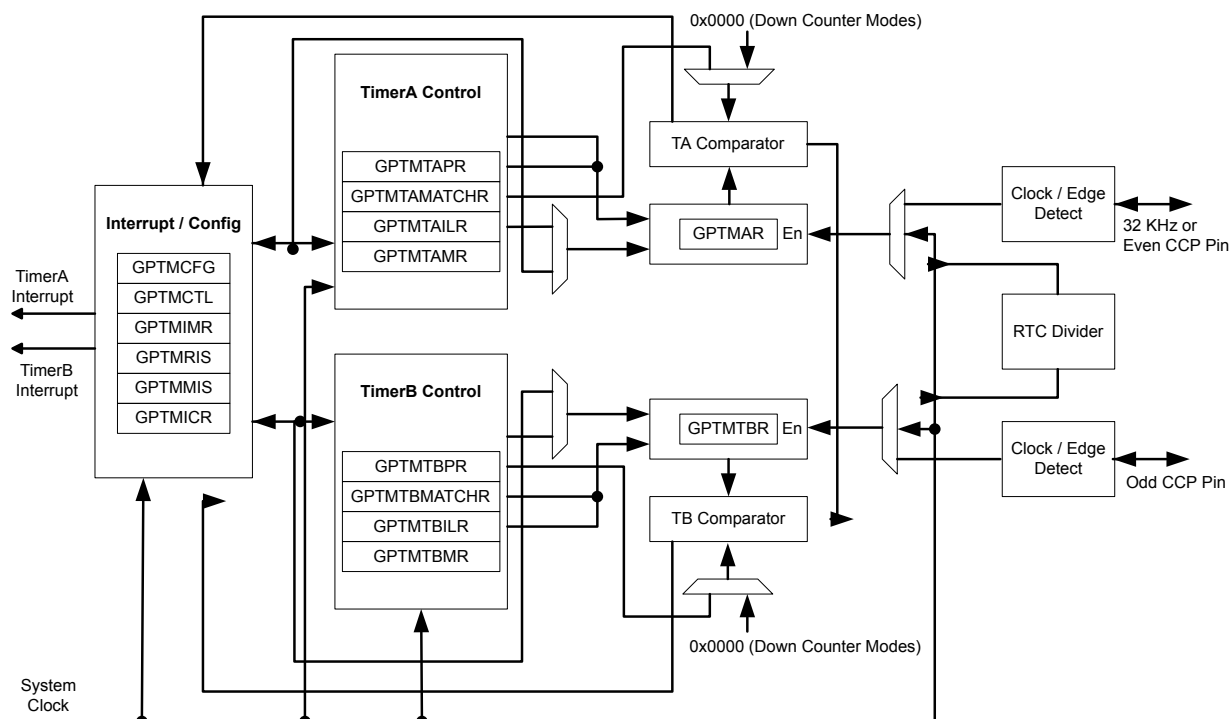 0x0000 (Down Counter Modes)
TimerA Control
GPTMTAPR
GPTMTAMATCHR
GPTMTAILR
GPTMTAMR
TA Comparator
GPTMAR
En
Clock / Edge
Detect
32 KHz or
Even CCP Pin
Interrupt / Config
GPTMCFG
GPTMCTL
GPTMIMR
GPTMRIS
GPTMMIS
GPTMICR
TimerA
Interrupt
TimerB
Interrupt
RTC Divider
TimerB Control
GPTMTBPR
GPTMTBMATCHR
GPTMTBILR
GPTMTBMR
GPTMTBR
En
TB Comparator
Clock / Edge
Detect
Odd CCP Pin
0x0000 (Down Counter Modes)
System
Clock